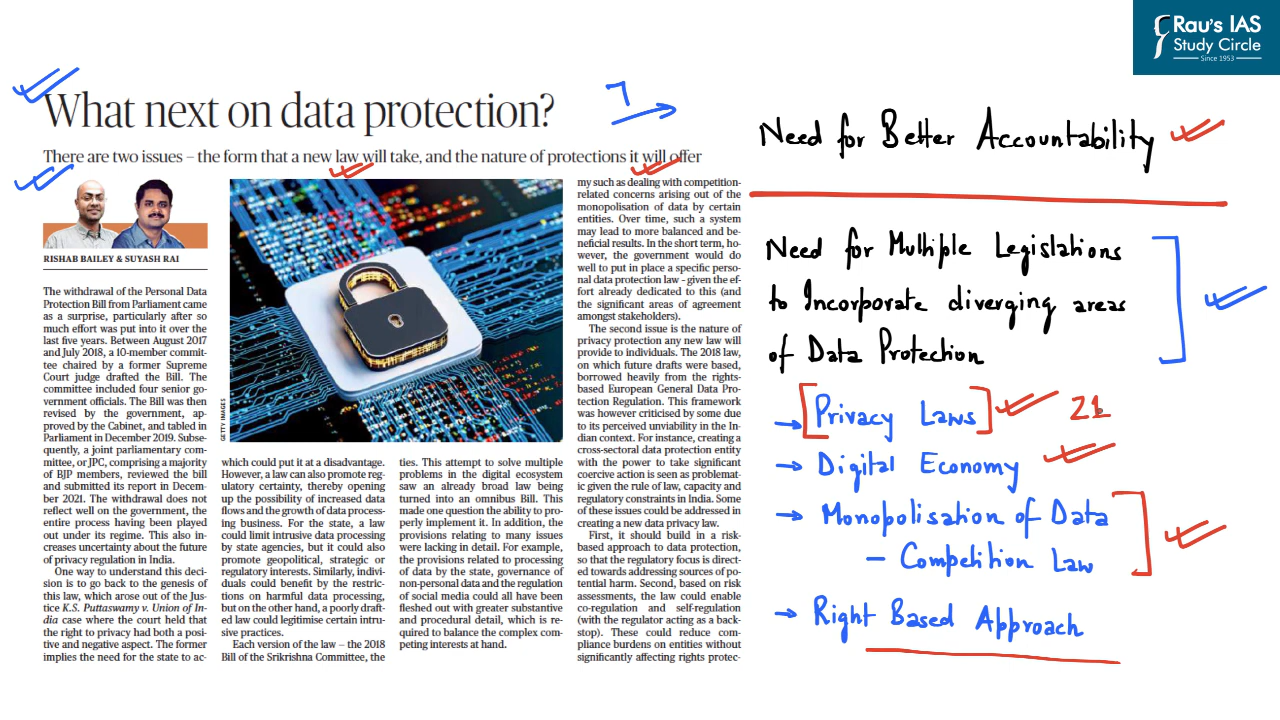 Rau's IAS
Study Circle
Since 1953
What next on data protection?
7
There are two issues – the form that a new law will take, and the nature of protections it will offer
RISHAB BAILEY & SUYASH RAI
The withdrawal of the Personal Data
Protection Bill from Parliament came
as a surprise, particularly after so
much effort was put into it over the
last five years. Between August 2017
and July 2018, a 10-member commit-
tee chaired by a former Supreme
Court judge drafted the Bill. The
committee included four senior go-
vernment officials. The Bill was then
revised by the government, ap-
proved by the Cabinet, and tabled in
Parliament in December 2019. Subse-
quently, a joint parliamentary com-
mittee, or JPC, comprising a majority
of BJP members, reviewed the bill
and submitted its report in Decem-
ber 2021. The withdrawal does not
reflect well on the government, the
entire process having been played
out under its regime. This also in-
creases uncertainty about the future
of privacy regulation in India.
One way to understand this deci-
sion is to go back to the genesis of
this law, which arose out of the Jus-
tice K.S. Puttaswamy v. Union of In-
dia case where the court held that
the right to privacy had both a posi-
tive and negative aspect. The former
implies the need for the state to ac-
GETTY IMAGES
which could put it at a disadvantage.
However, a law can also promote reg-
ulatory certainty, thereby opening
up the possibility of increased data
flows and the growth of data process-
ing business. For the state, a law
could limit intrusive data processing
by state agencies, but it could also
promote geopolitical, strategic or
regulatory interests. Similarly, indivi-
duals could benefit by the restric-
tions on harmful data processing,
but on the other hand, a poorly draft-
ed law could legitimise certain intru-
sive practices.
Each version of the law – the 2018
Bill of the Srikrishna Committee, the
ties. This attempt to solve multiple
problems in the digital ecosystem
saw an already broad law being
turned into an omnibus Bill. This
made one question the ability to pro-
perly implement it. In addition, the
provisions relating to many issues
were lacking in detail. For example,
the provisions related to processing
of data by the state, governance of
non-personal data and the regulation
of social media could all have been
fleshed out with greater substantive
and procedural detail, which is re-
quired to balance the complex com-
peting interests at hand.
my such as dealing with competition-
related concerns arising out of the
monopolisation of data by certain
entities. Over time, such a system
may lead to more balanced and be-
neficial results. In the short term, ho-
wever, the government would do
well to put in place a specific perso-
nal data protection law – given the ef-
fort already dedicated to this (and
the significant areas of agreement
amongst stakeholders).
The second issue is the nature of
privacy protection any new law will
provide to individuals. The 2018 law,
on which future drafts were based,
borrowed heavily from the rights-
based European General Data Pro-
tection Regulation. This framework
was however criticised by some due
to its perceived unviability in the In-
dian context. For instance, creating a
cross-sectoral data protection entity
with the power to take significant
coercive action is seen as problemat-
ic given the rule of law, capacity and
regulatory constraints in India. Some
of these issues could be addressed in
creating a new data privacy law.
First, it should build in a risk-
based approach to data protection,
so that the regulatory focus is direct-
ed towards addressing sources of po-
tential harm. Second, based on risk
assessments, the law could enable
co-regulation and self-regulation
(with the regulator acting as a back-
stop). These could reduce com-
pliance burdens on entities without
significantly affecting rights protec-
Need for Better Accountability
Need for Multiple Legislations
to Incorporate diverging areas
of Data Protection
→ [Privacy Laws] 21
→ Digital Economy
→ Monopolisation of Data
– Competition Law
→ Right Based Approach